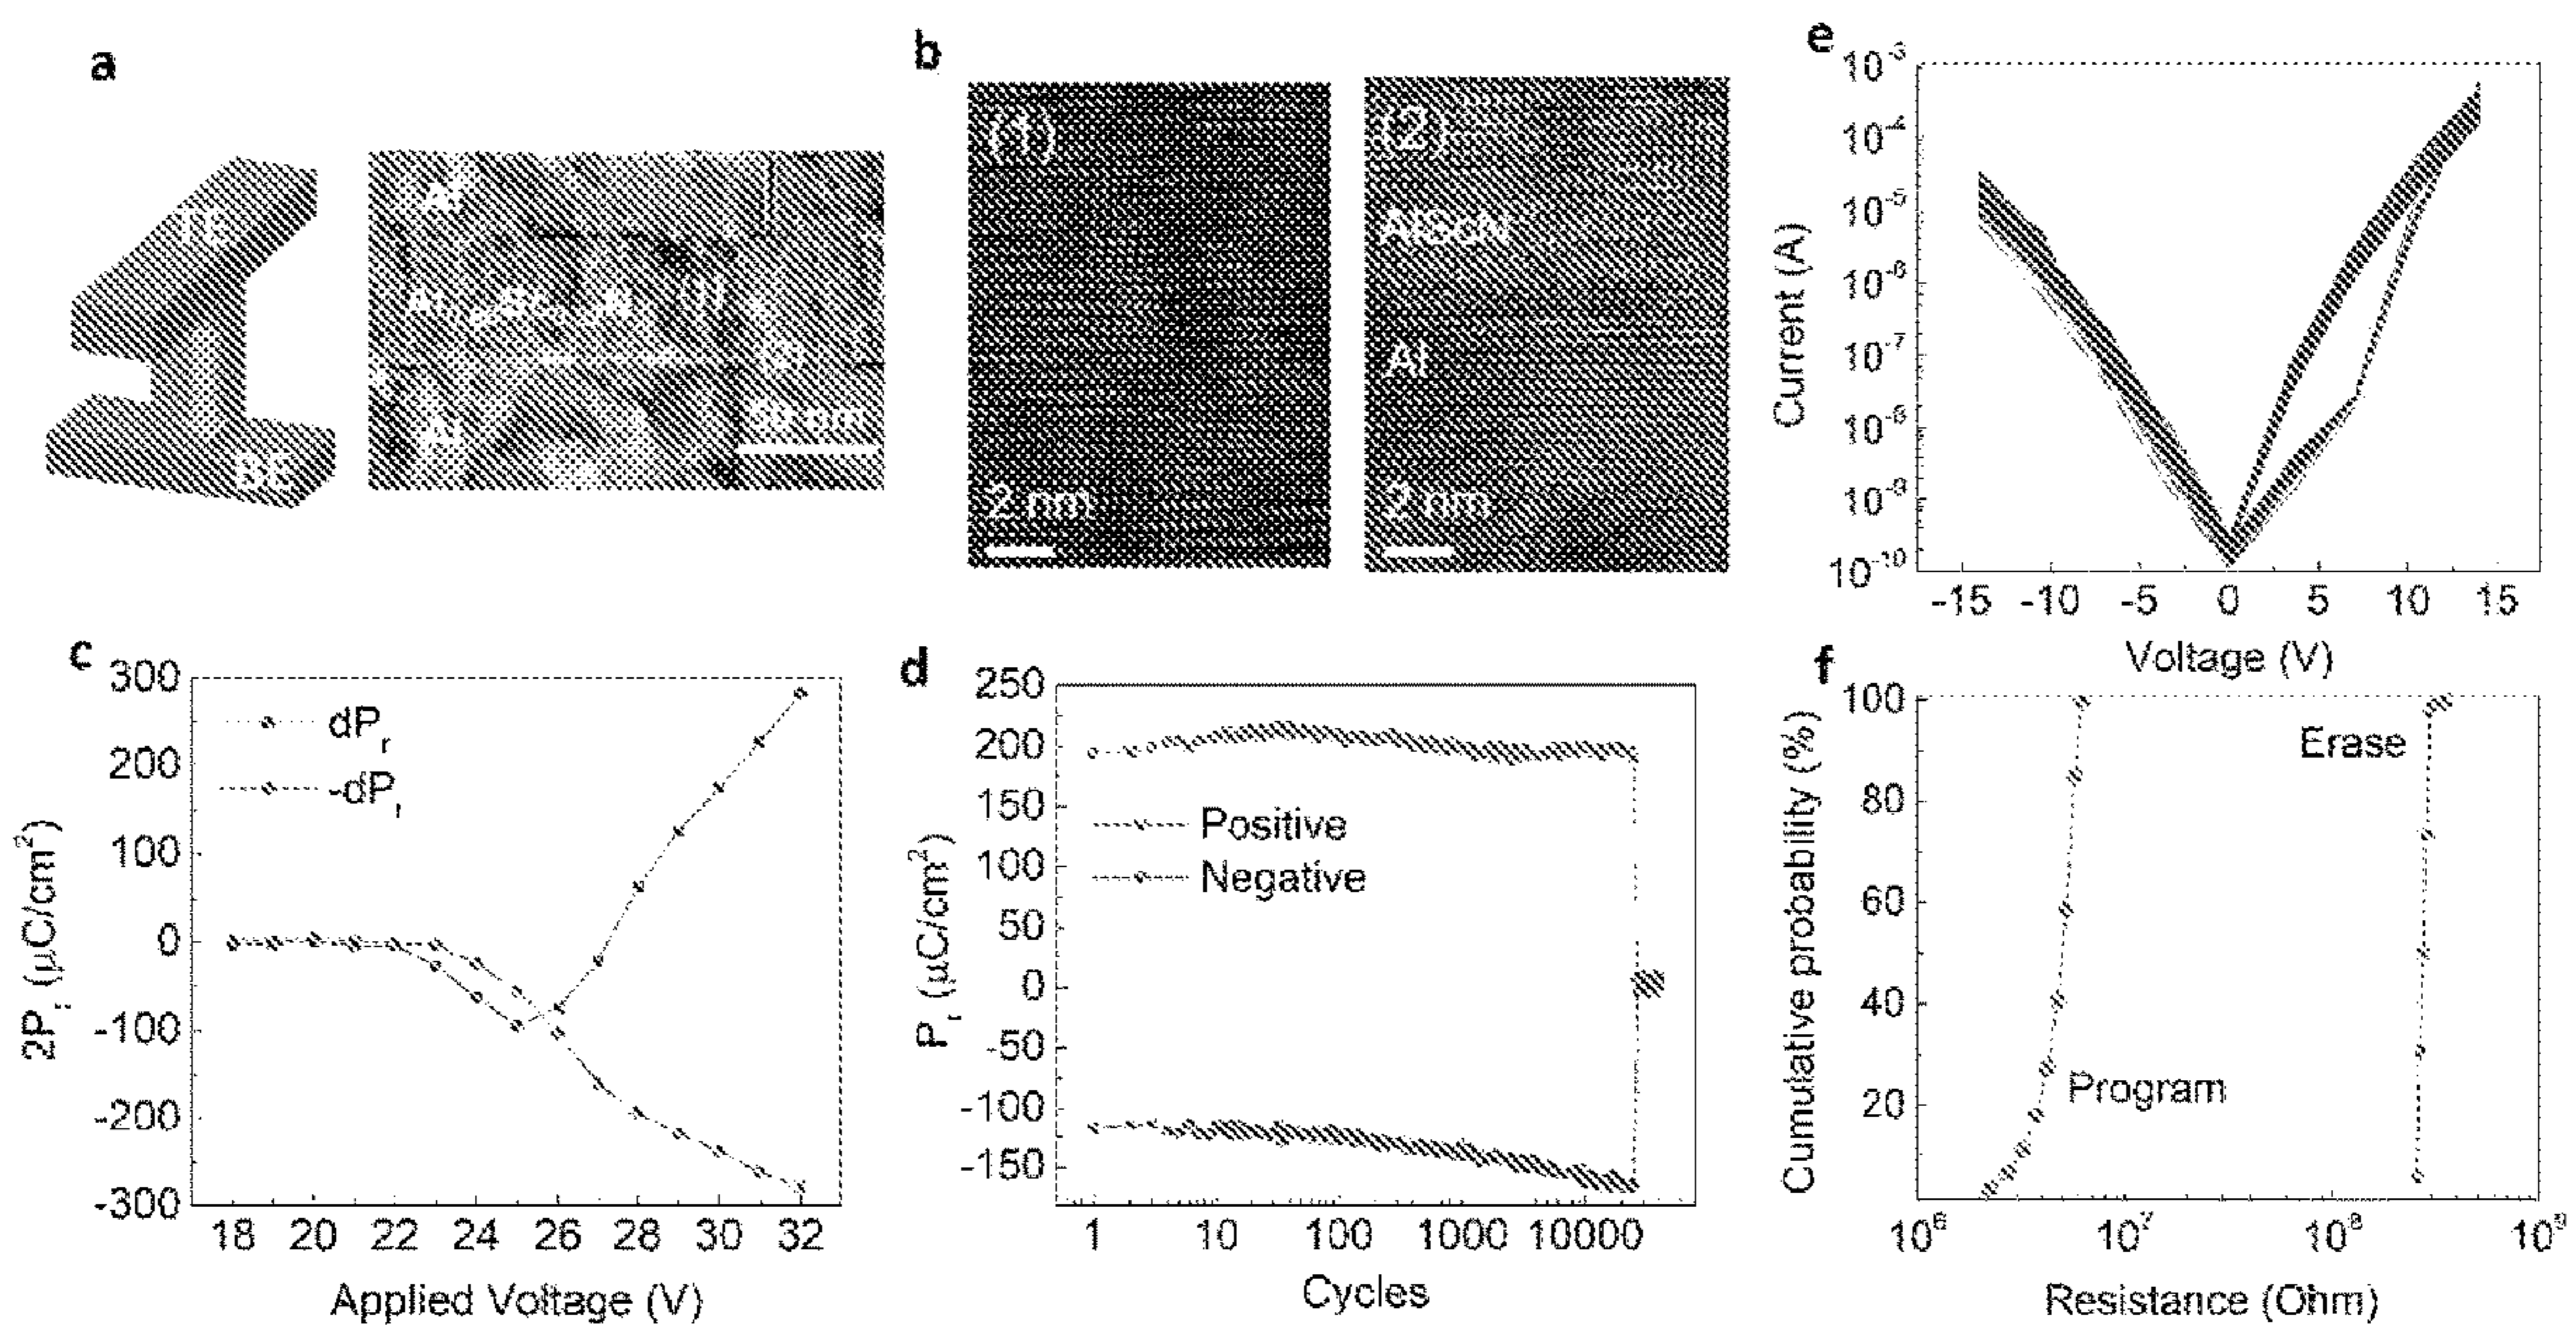 a
TE
BE
Al
(1)
(2)
Al
50 nm
b
(1)
2 nm
(2)
AlScN
Al
2 nm
c
300
200
100
0
-100
-200
-300
2Pr (μC/cm²)
dPr
-dPr
18 20 22 24 26 28 30 32
Applied Voltage (V)
d
250
200
150
100
50
0
-50
-100
-150
Pr (μC/cm²)
Positive
Negative
1 10 100 1000 10000
Cycles
e
10⁻³
10⁻⁴
10⁻⁵
10⁻⁶
10⁻⁷
10⁻⁸
10⁻⁹
10⁻¹⁰
Current (A)
-15 -10 -5 0 5 10 15
Voltage (V)
f
100
80
60
40
20
Cumulative probability (%)
Erase
Program
10⁶ 10⁷ 10⁸ 10⁹
Resistance (Ohm)